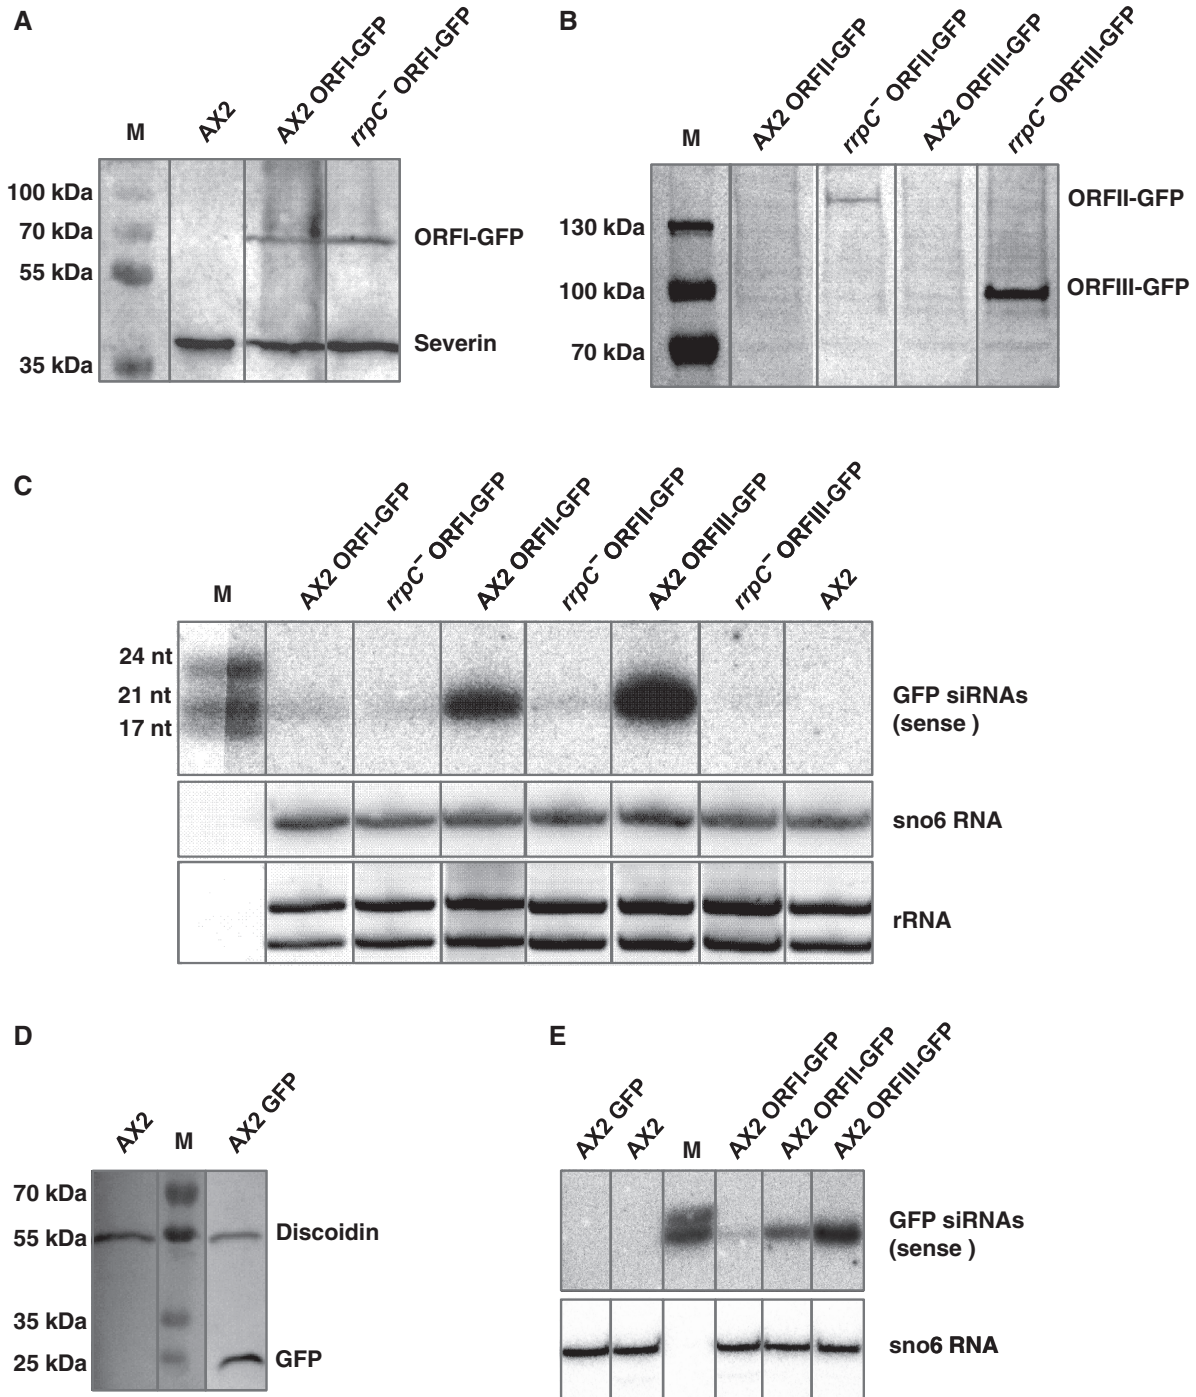 A
M
AX2
AX2 ORFI-GFP
rrpC⁻ ORFI-GFP
100 kDa
70 kDa
55 kDa
35 kDa
ORFI-GFP
Severin
B
M
AX2 ORFII-GFP
rrpC⁻ ORFII-GFP
AX2 ORFIII-GFP
rrpC⁻ ORFIII-GFP
130 kDa
100 kDa
70 kDa
ORFII-GFP
ORFIII-GFP
C
M
AX2 ORFI-GFP
rrpC⁻ ORFI-GFP
AX2 ORFII-GFP
rrpC⁻ ORFII-GFP
AX2 ORFIII-GFP
rrpC⁻ ORFIII-GFP
AX2
24 nt
21 nt
17 nt
GFP siRNAs
(sense )
sno6 RNA
rRNA
D
AX2
M
AX2 GFP
70 kDa
55 kDa
35 kDa
25 kDa
Discoidin
GFP
E
AX2 GFP
AX2
M
AX2 ORFI-GFP
AX2 ORFII-GFP
AX2 ORFIII-GFP
GFP siRNAs
(sense )
sno6 RNA